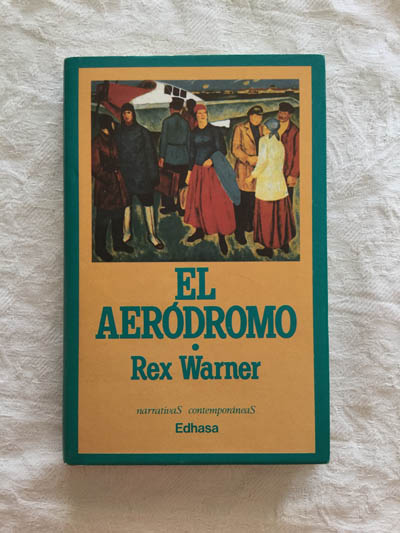 EL
AERÓDROMO
•
Rex Warner
narrativaS contemporáneaS
Edhasa